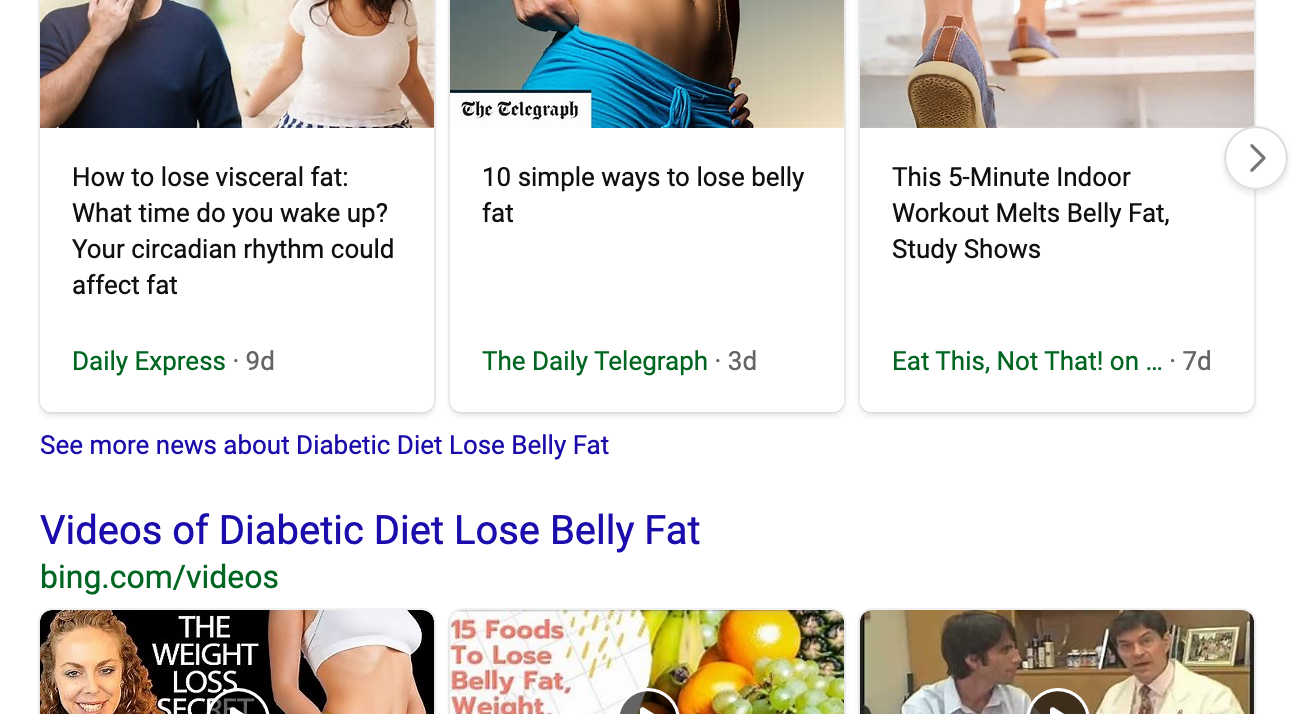 The Telegraph
How to lose visceral fat:
What time do you wake up?
Your circadian rhythm could
affect fat
Daily Express · 9d
10 simple ways to lose belly
fat
The Daily Telegraph · 3d
This 5-Minute Indoor
Workout Melts Belly Fat,
Study Shows
Eat This, Not That! on ... · 7d
See more news about Diabetic Diet Lose Belly Fat
Videos of Diabetic Diet Lose Belly Fat
bing.com/videos
THE
WEIGHT
LOSS
SECRET
15 Foods
To Lose
Belly Fat,
Weight,